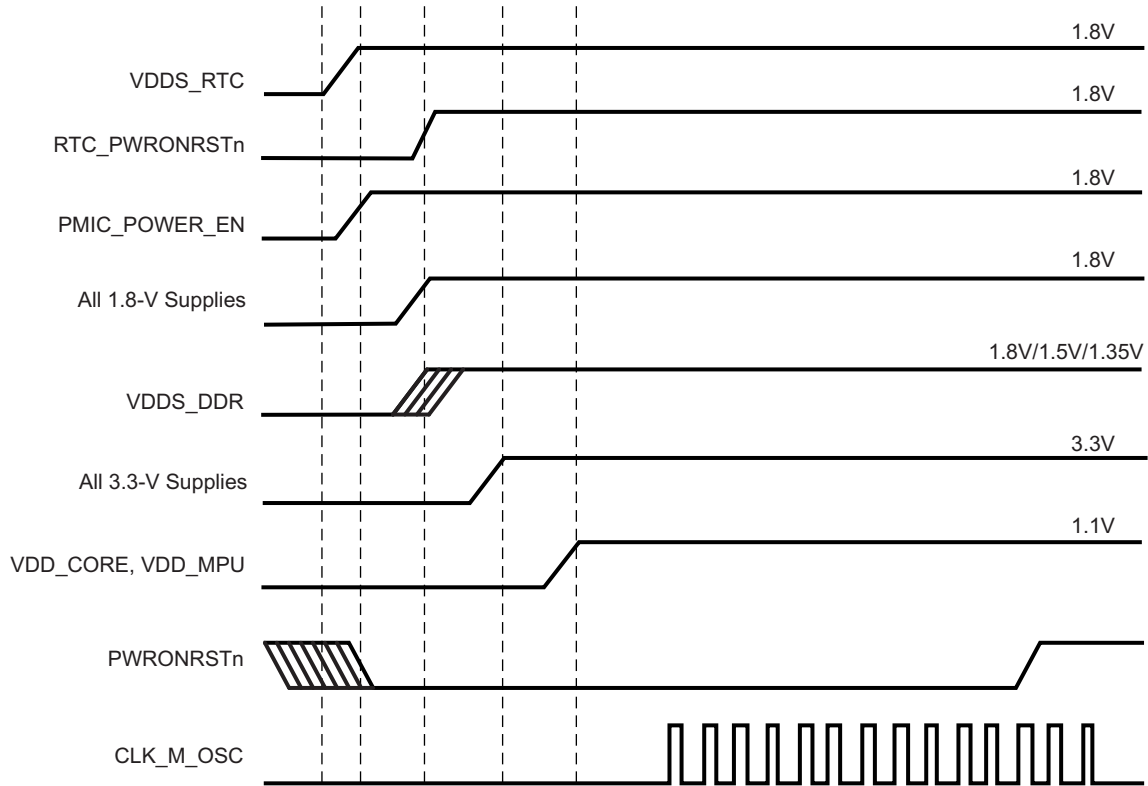 1.8V
VDDS_RTC
1.8V
RTC_PWRONRSTn
1.8V
PMIC_POWER_EN
1.8V
All 1.8-V Supplies
1.8V/1.5V/1.35V
VDDS_DDR
3.3V
All 3.3-V Supplies
1.1V
VDD_CORE, VDD_MPU
PWRONRSTn
CLK_M_OSC